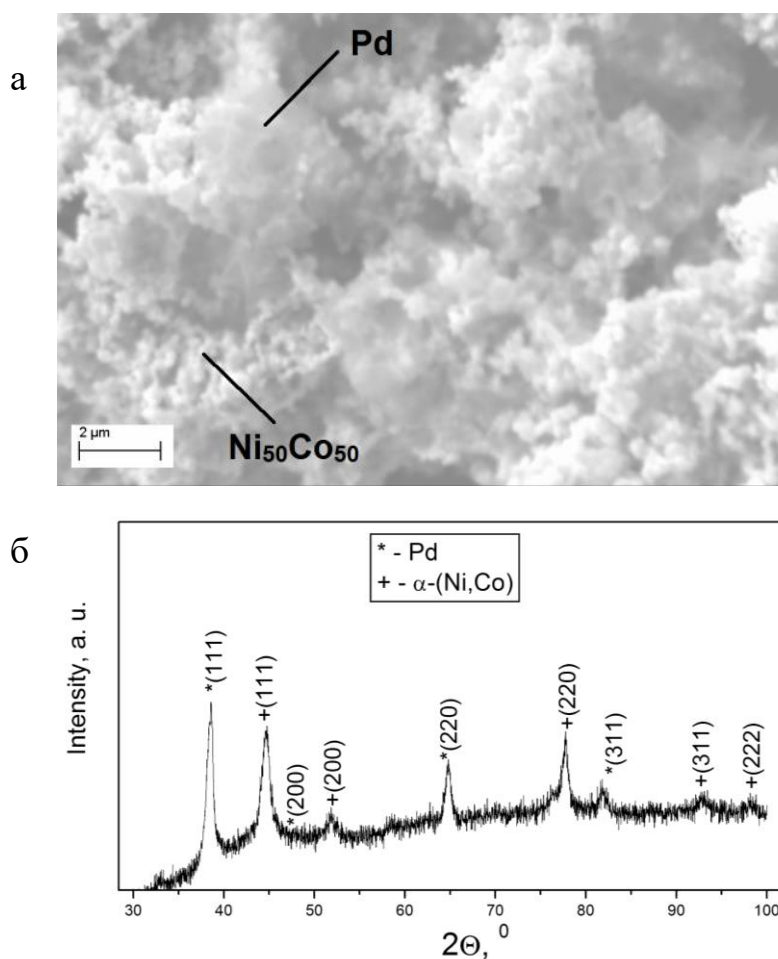 а
Pd
2 µm
Ni₅₀Co₅₀
б
* - Pd
+ - α-(Ni,Co)
Intensity, a. u.
*(111)
+(111)
*(200)
+(200)
*(220)
+(220)
*(311)
+(311)
+(222)
30 40 50 60 70 80 90 100
2Θ, ⁰